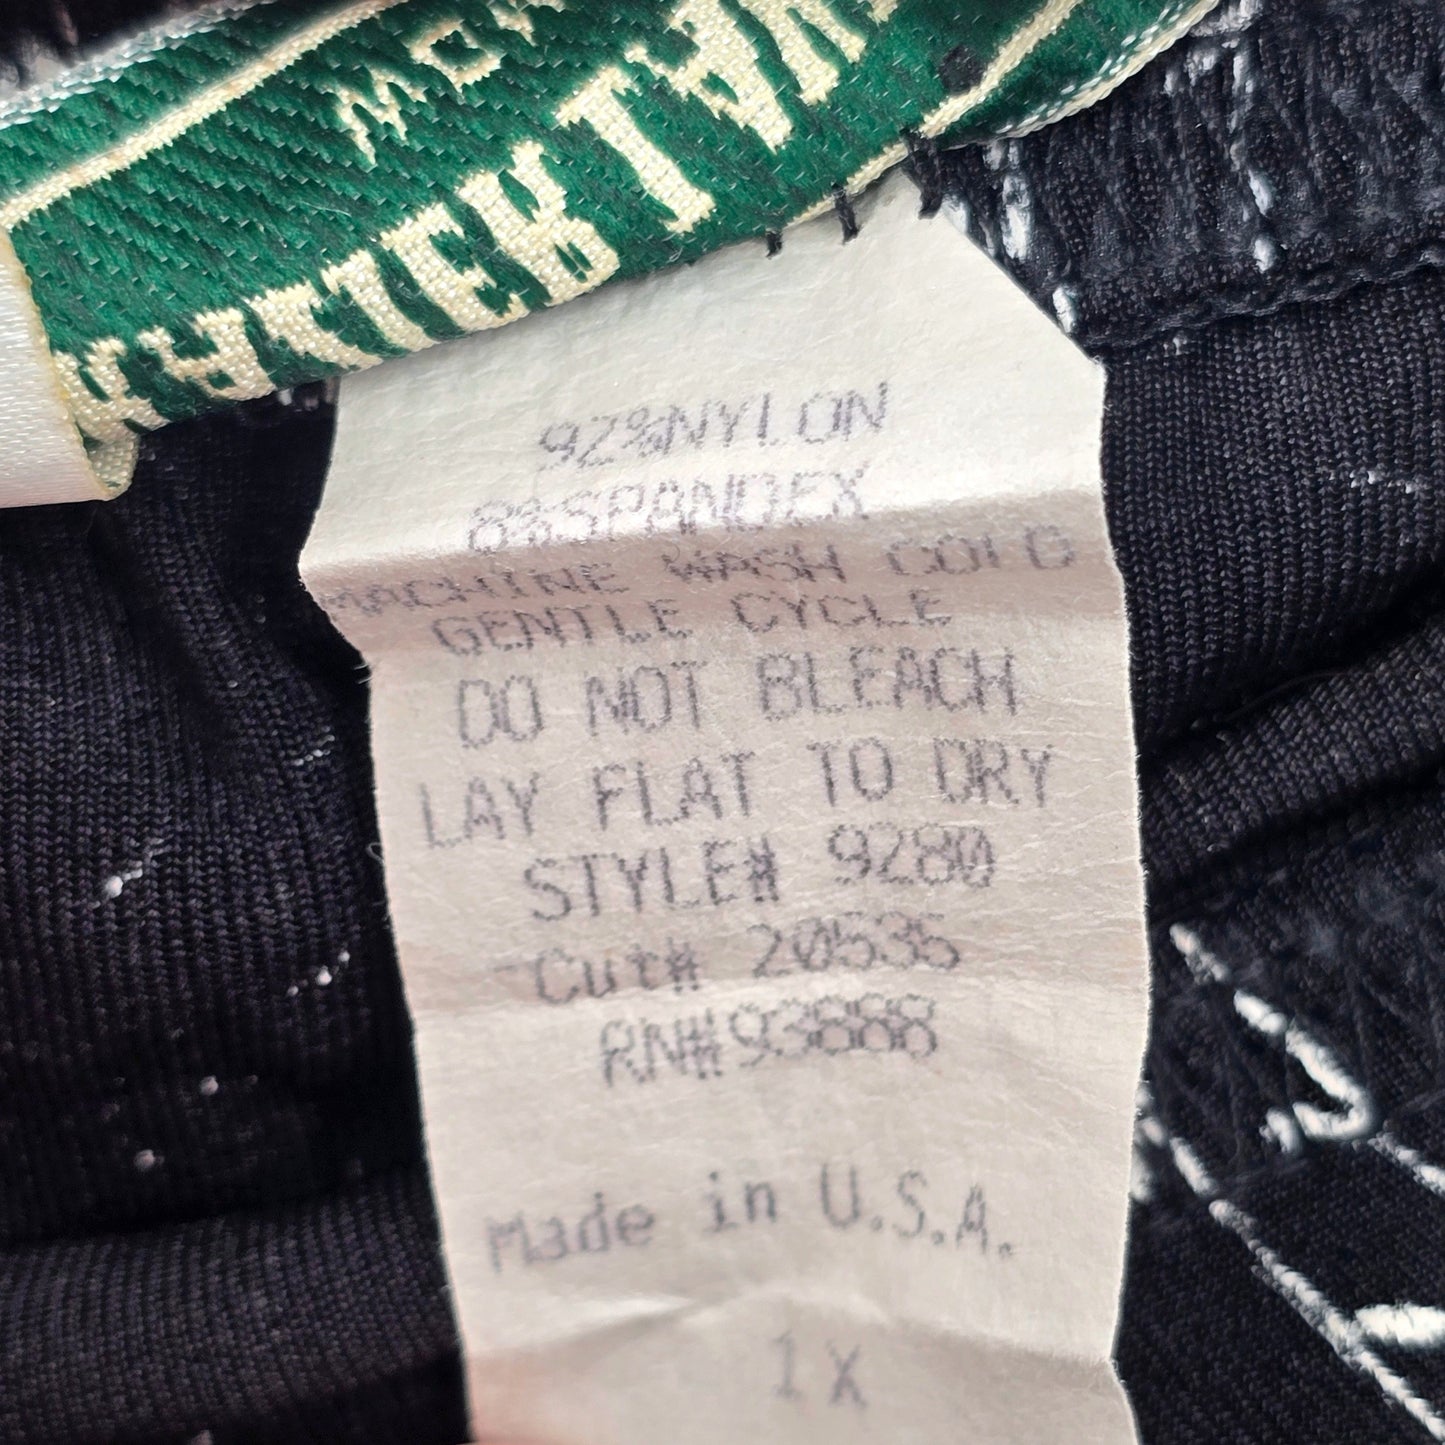 92%NYLON
8%SPANDEX
MACHINE WASH COLD
GENTLE CYCLE
DO NOT BLEACH
LAY FLAT TO DRY
STYLE# 9280
Cut# 20535
RN#93888
Made in U.S.A.
1X